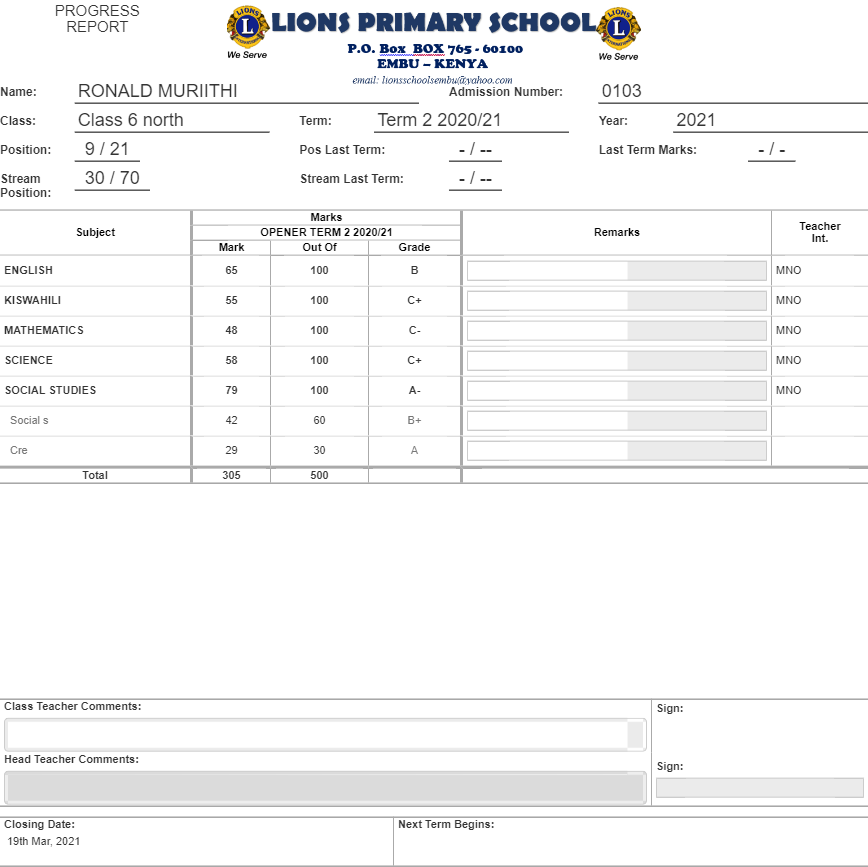 PROGRESS
REPORT
LIONS PRIMARY SCHOOL
P.O. Box BOX 765 - 60100
EMBU – KENYA
email: lionsschoolsembu@yahoo.com
LIONS L INTERNATIONAL We Serve
LIONS L INTERNATIONAL We Serve
Name: RONALD MURIITHI Admission Number: 0103
Class: Class 6 north Term: Term 2 2020/21 Year: 2021
Position: 9 / 21 Pos Last Term: - / -- Last Term Marks: - / -
Stream Position: 30 / 70 Stream Last Term: - / --
Subject Marks Remarks Teacher Int.
OPENER TERM 2 2020/21
Mark Out Of Grade
ENGLISH 65 100 B MNO
KISWAHILI 55 100 C+ MNO
MATHEMATICS 48 100 C- MNO
SCIENCE 58 100 C+ MNO
SOCIAL STUDIES 79 100 A- MNO
Social s 42 60 B+
Cre 29 30 A
Total 305 500
Class Teacher Comments: Sign:
Head Teacher Comments: Sign:
Closing Date: Next Term Begins:
19th Mar, 2021